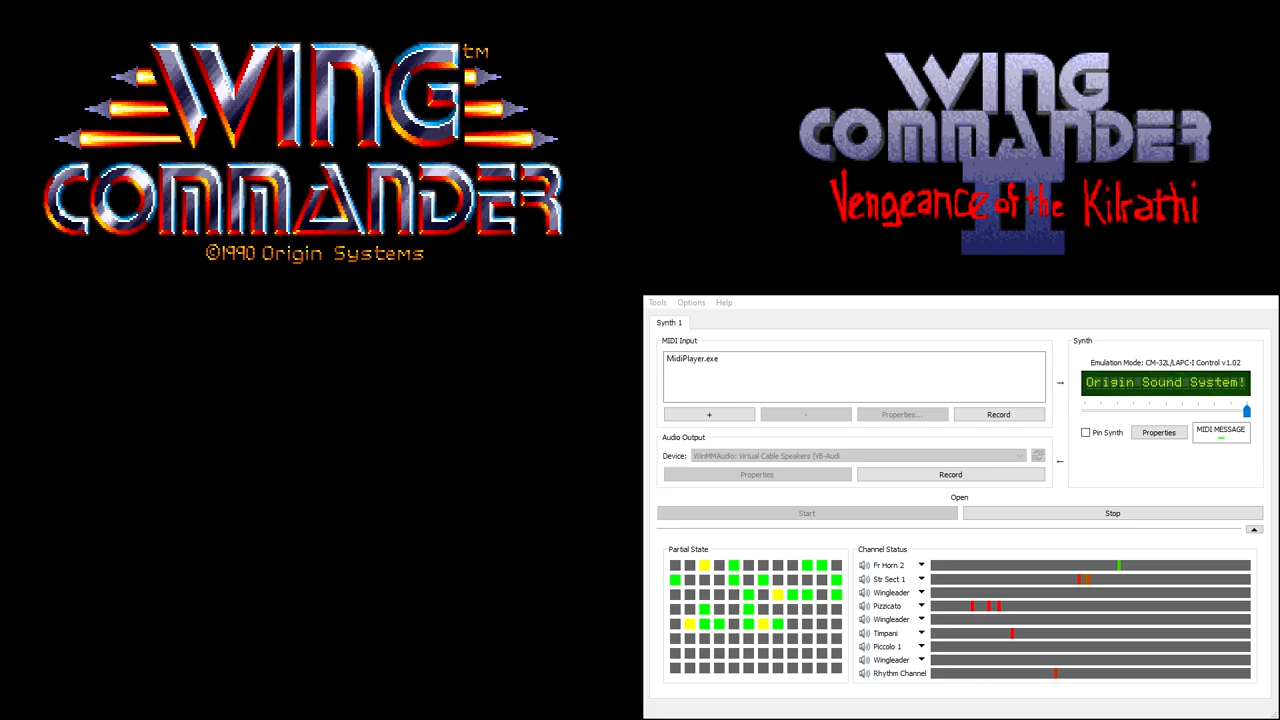 WING
TM
COMMANDER
©1990 Origin Systems
WING
COMMANDER
II
Vengeance of the Kilrathi
Tools Options Help
Synth 1
MIDI Input
MidiPlayer.exe
+ - Properties... Record
Audio Output
Device: WinMMAudio: Virtual Cable Speakers (VB-Audi
Properties Record
Synth
Emulation Mode: CM-32L/LAPC-I Control v1.02
Origin Sound System!
Pin Synth Properties MIDI MESSAGE
Open
Start Stop
Partial State
Channel Status
Fr Horn 2
Str Sect 1
Wingleader
Pizzicato
Wingleader
Timpani
Piccolo 1
Wingleader
Rhythm Channel